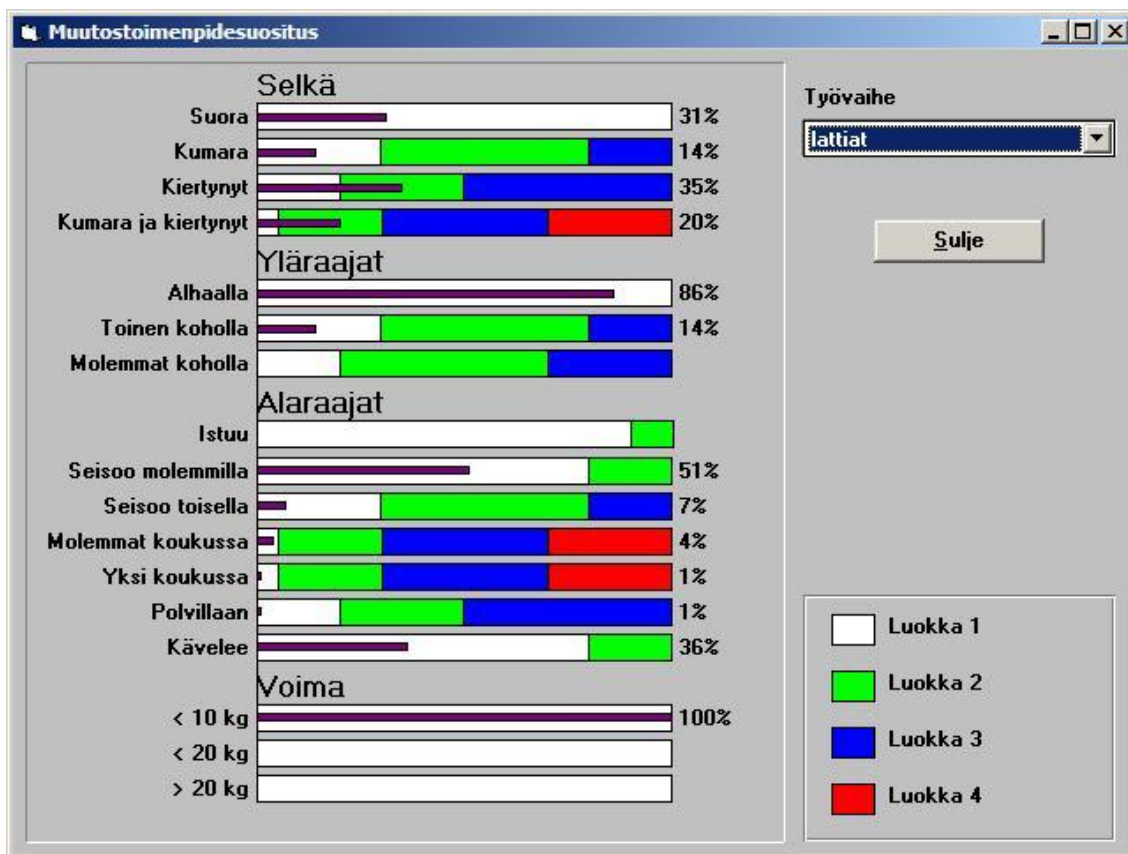 Muutostoimenpidesuositus
Selkä
Suora 31%
Kumara 14%
Kiertynyt 35%
Kumara ja kiertynyt 20%
Yläraajat
Alhaalla 86%
Toinen koholla 14%
Molemmat koholla
Alaraajat
Istuu
Seisoo molemmilla 51%
Seisoo toisella 7%
Molemmat koukussa 4%
Yksi koukussa 1%
Polvillaan 1%
Kävelee 36%
Voima
< 10 kg 100%
< 20 kg
> 20 kg
Työvaihe
lattiat
Sulje
Luokka 1
Luokka 2
Luokka 3
Luokka 4